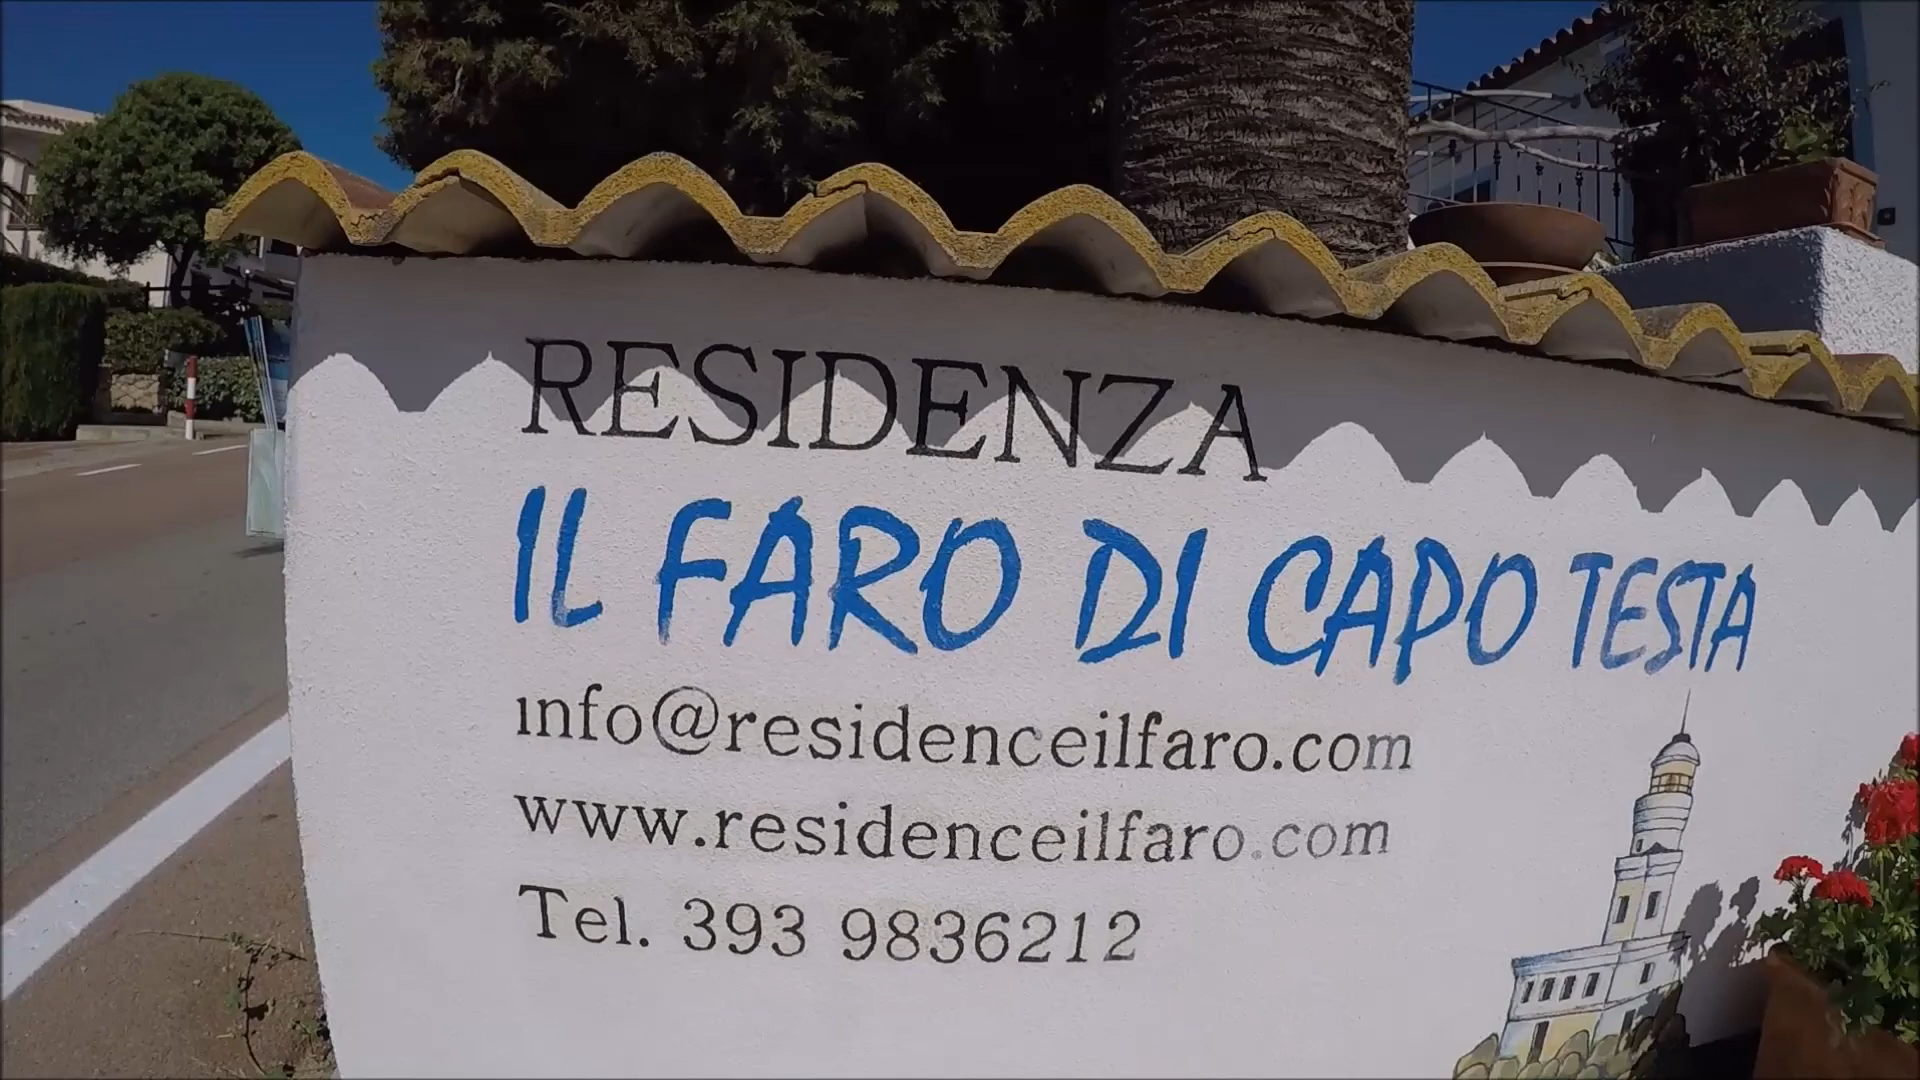 RESIDENZA
IL FARO DI CAPO TESTA
info@residenceilfaro.com
www.residenceilfaro.com
Tel. 393 9836212